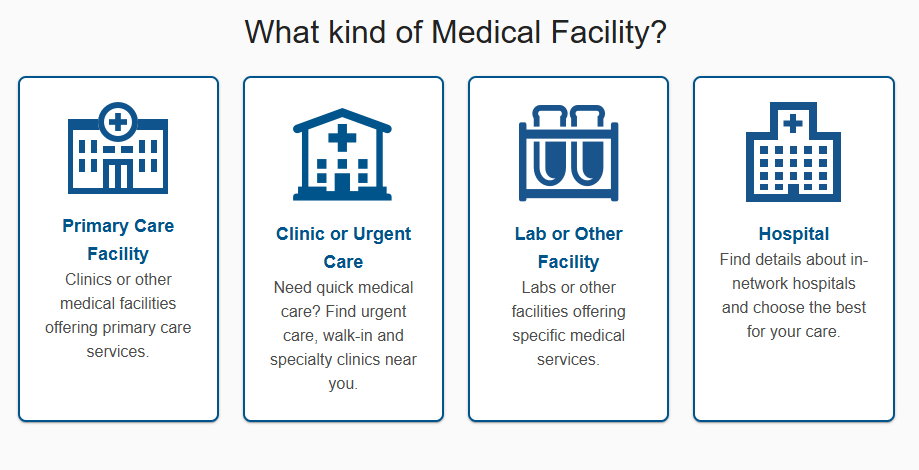 What kind of Medical Facility?
Primary Care
Facility
Clinics or other
medical facilities
offering primary care
services.
Clinic or Urgent
Care
Need quick medical
care? Find urgent
care, walk-in and
specialty clinics near
you.
Lab or Other
Facility
Labs or other
facilities offering
specific medical
services.
Hospital
Find details about in-
network hospitals
and choose the best
for your care.